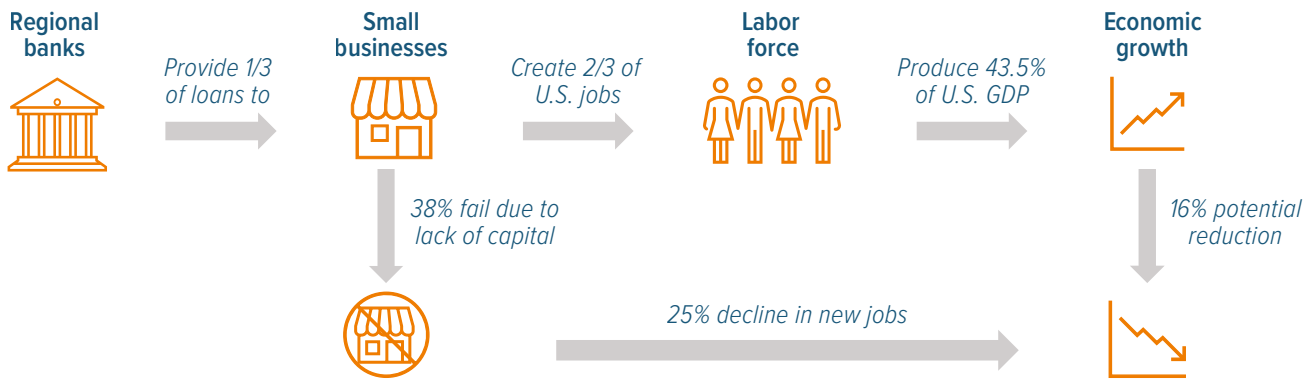 Regional
banks
Provide 1/3
of loans to
Small
businesses
Create 2/3 of
U.S. jobs
Labor
force
Produce 43.5%
of U.S. GDP
Economic
growth
38% fail due to
lack of capital
16% potential
reduction
25% decline in new jobs